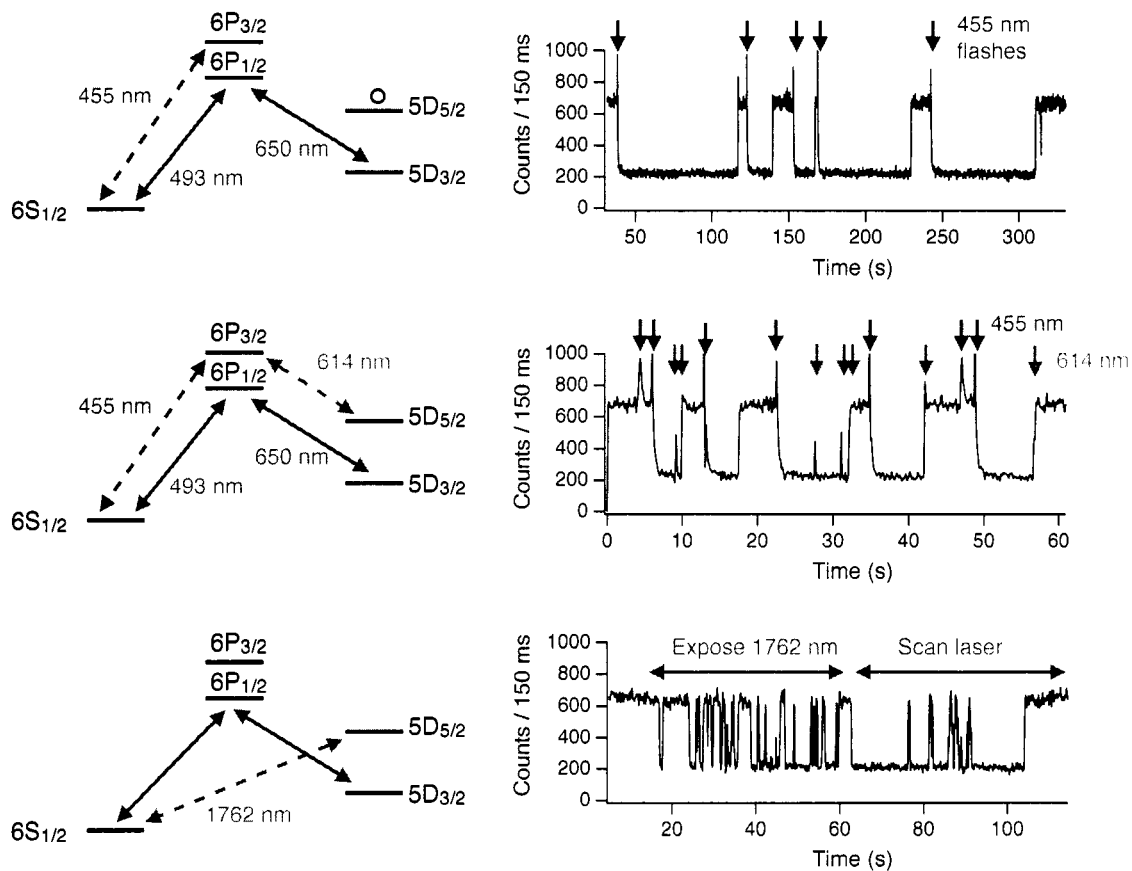 6P3/2
6P1/2
455 nm
493 nm
650 nm
5D5/2
5D3/2
6S1/2
455 nm
flashes
Counts / 150 ms
1000
800
600
400
200
0
50
100
150
200
250
300
Time (s)
6P3/2
6P1/2
614 nm
455 nm
493 nm
650 nm
5D5/2
5D3/2
6S1/2
455 nm
614 nm
Counts / 150 ms
1000
800
600
400
200
0
0
10
20
30
40
50
60
Time (s)
6P3/2
6P1/2
5D5/2
5D3/2
1762 nm
6S1/2
Expose 1762 nm
Scan laser
Counts / 150 ms
1000
800
600
400
200
0
20
40
60
80
100
Time (s)